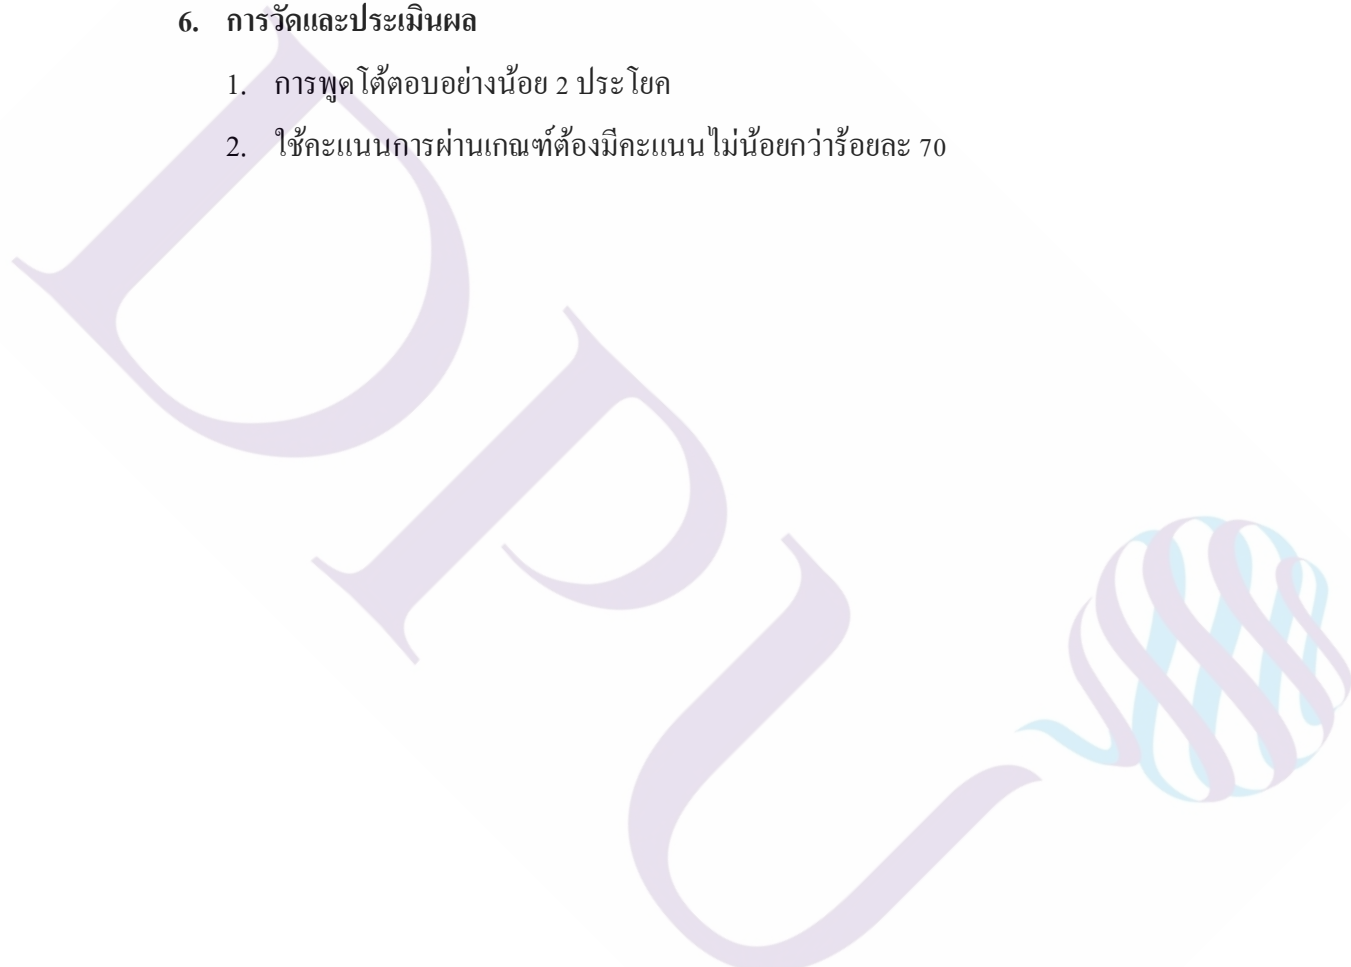 6. การวัดและประเมินผล
1. การพูดโต้ตอบอย่างน้อย 2 ประโยค
2. ใช้คะแนนการผ่านเกณฑ์ต้องมีคะแนนไม่น้อยกว่าร้อยละ 70
DPU